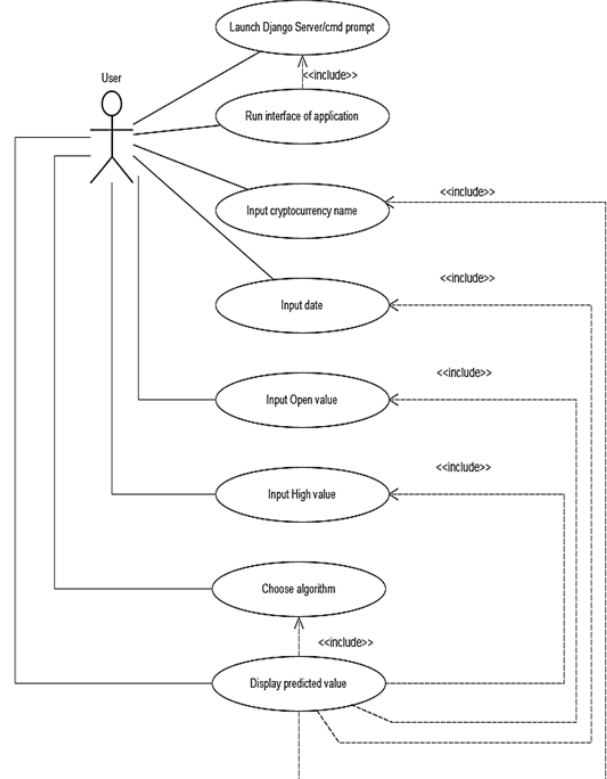 Launch Django Server/cmd prompt
<<include>>
User
Run interface of application
<<include>>
Input cryptocurrency name
<<include>>
Input date
<<include>>
Input Open value
<<include>>
Input High value
Choose algorithm
<<include>>
Display predicted value